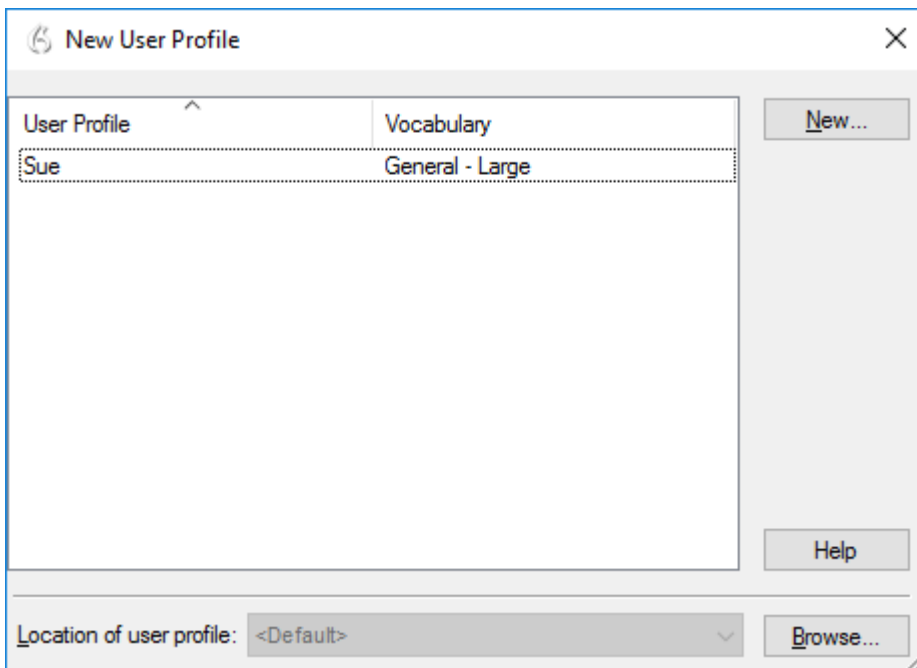 New User Profile
User Profile Vocabulary
New...
Sue General - Large
Help
Location of user profile: <Default> Browse...